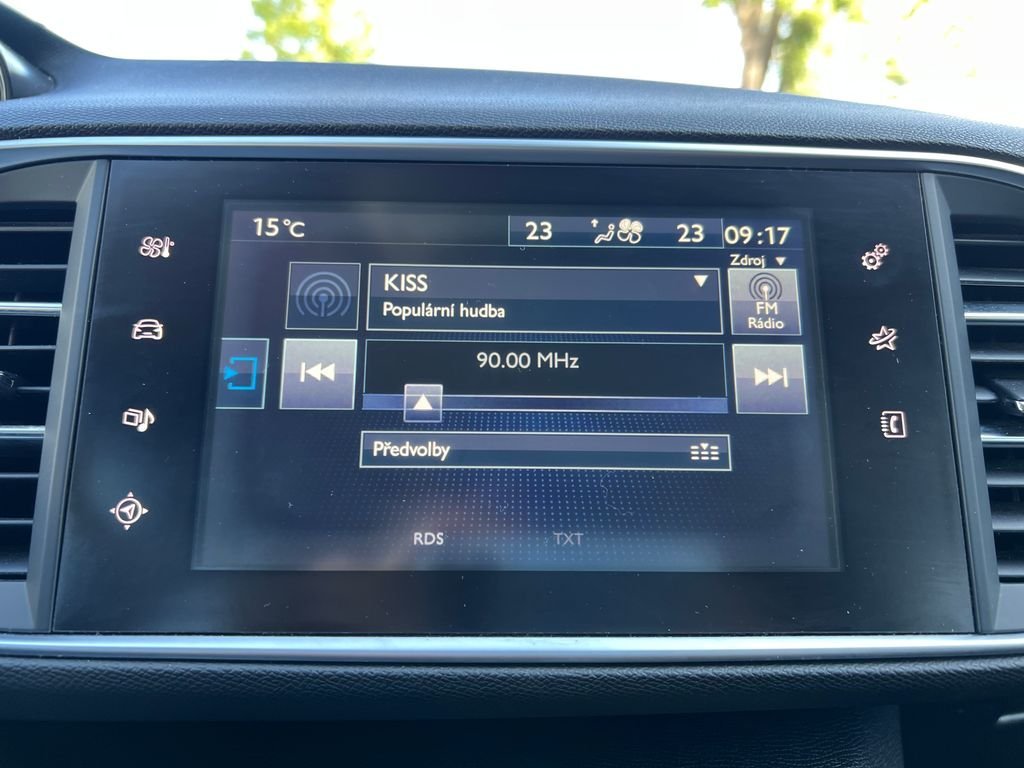 15°C
23 23 09:17
Zdroj
KISS
Populární hudba
FM
Rádio
90.00 MHz
Předvolby
RDS TXT